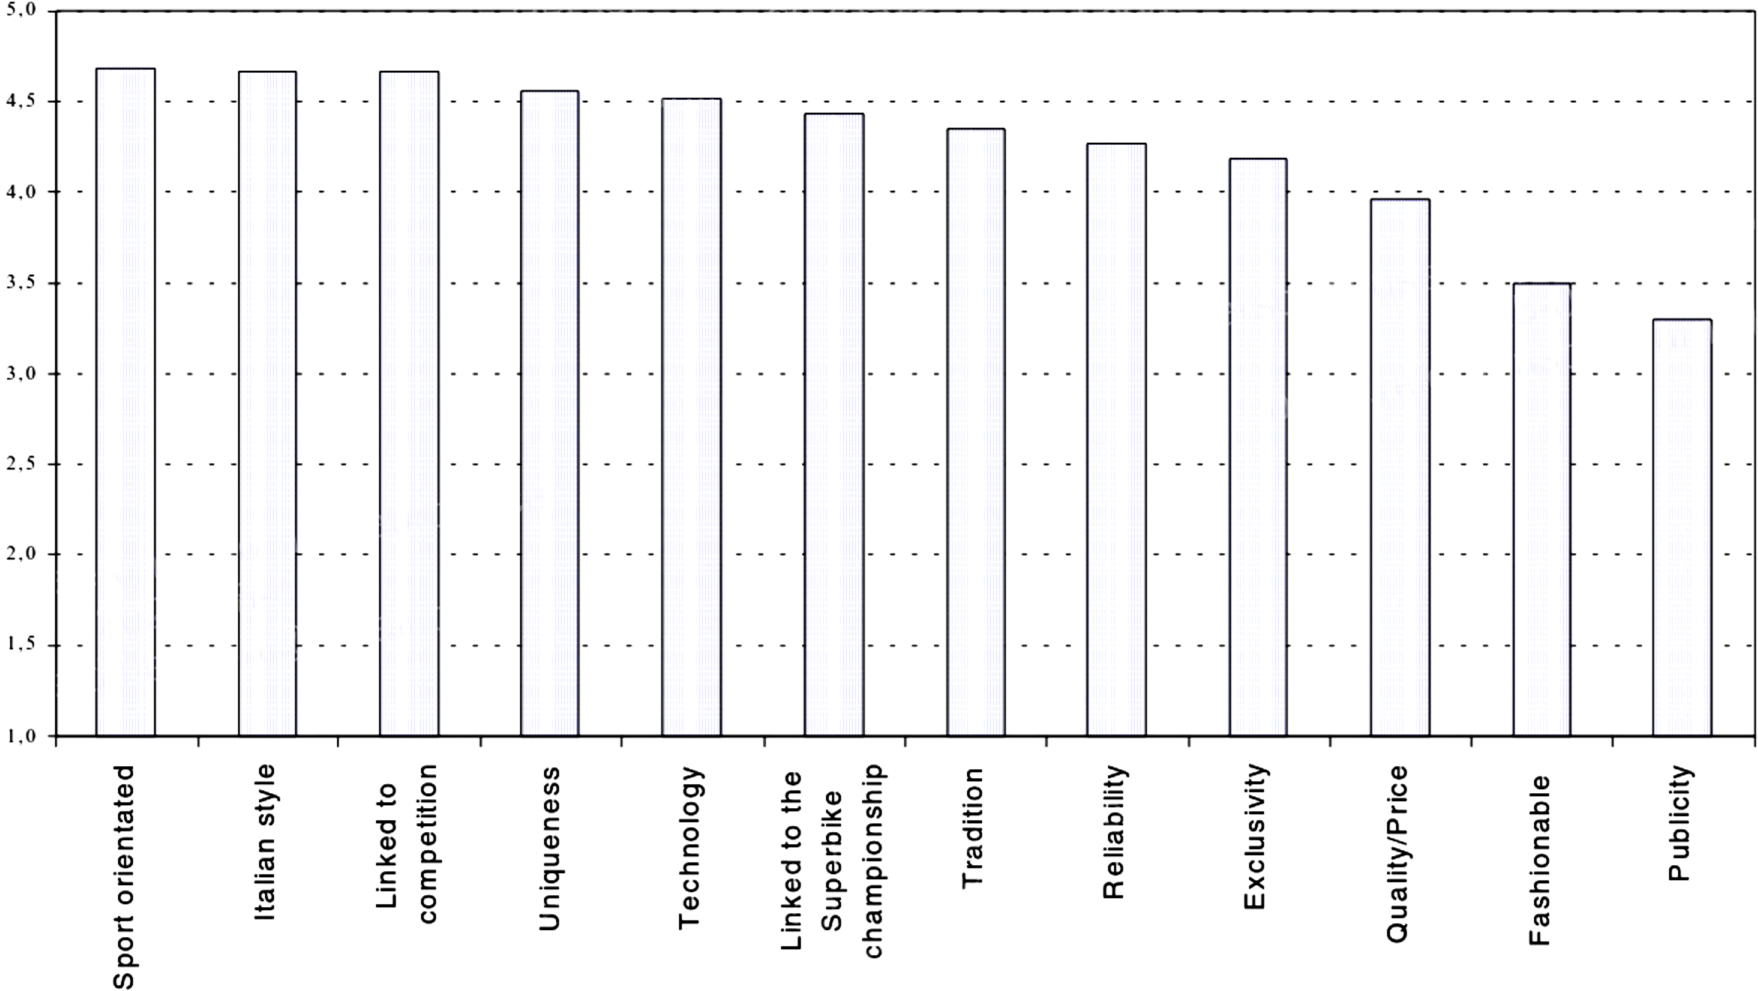 5,0
4,5
4,0
3,5
3,0
2,5
2,0
1,5
1,0
Sport orientated
Italian style
Linked to
competition
Uniqueness
Technology
Linked to the
Superbike
championship
Tradition
Reliability
Exclusivity
Quality/Price
Fashionable
Publicity